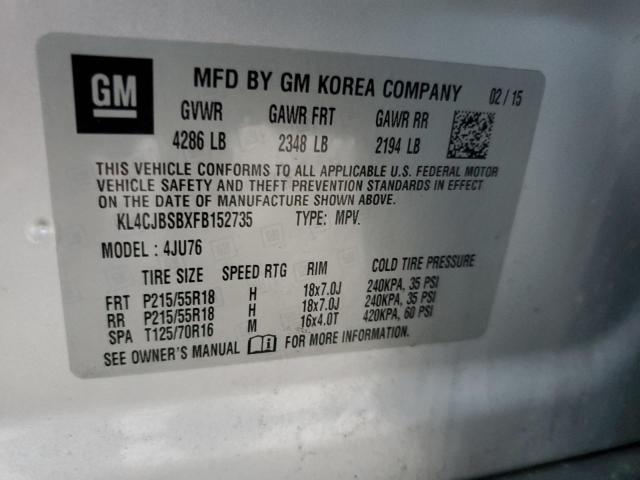 GM
MFD BY GM KOREA COMPANY 02 / 15
GVWR GAWR FRT GAWR RR
4286 LB 2348 LB 2194 LB
THIS VEHICLE CONFORMS TO ALL APPLICABLE U.S. FEDERAL MOTOR
VEHICLE SAFETY AND THEFT PREVENTION STANDARDS IN EFFECT
ON THE DATE OF MANUFACTURE SHOWN ABOVE.
KL4CJBSBXFB152735 TYPE: MPV.
MODEL : 4JU76
TIRE SIZE SPEED RTG RIM COLD TIRE PRESSURE
FRT P215/55R18 H 18x7.0J 240KPA, 35 PSI
RR P215/55R18 H 18x7.0J 240KPA, 35 PSI
SPA T125/70R16 M 16x4.0T 420KPA, 60 PSI
SEE OWNER'S MANUAL FOR MORE INFORMATION.